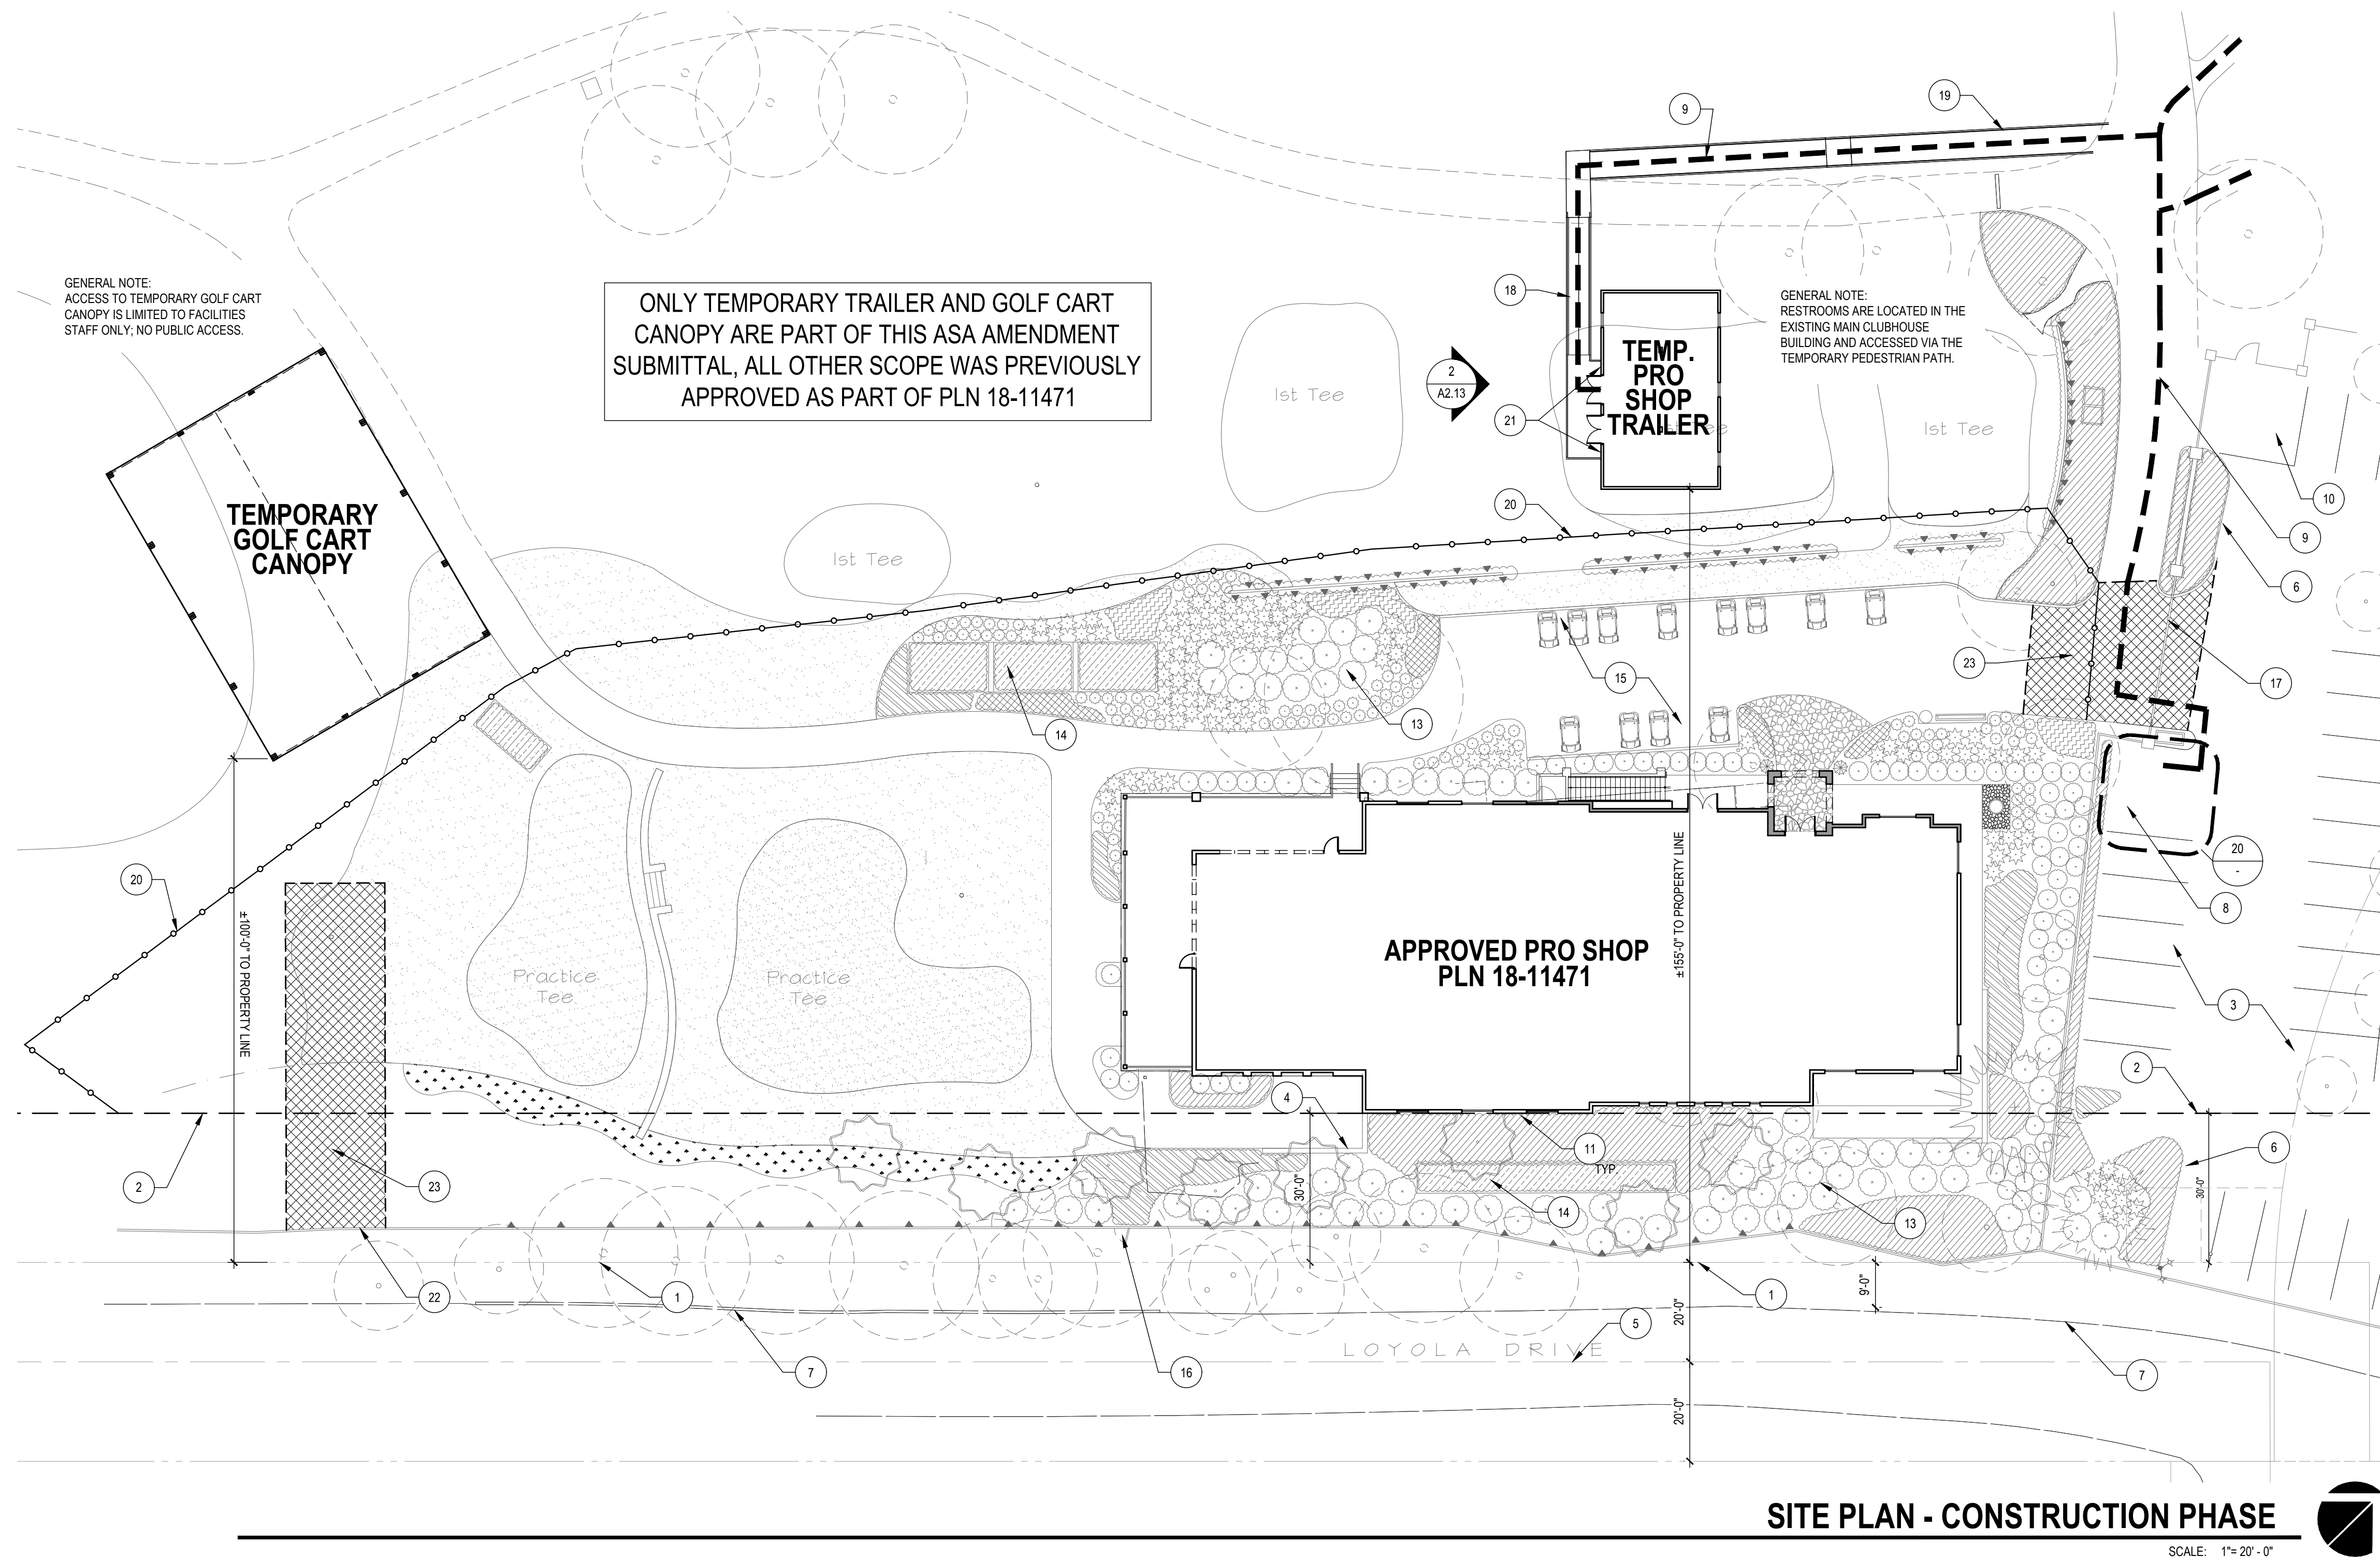 9
19
GENERAL NOTE:
ACCESS TO TEMPORARY GOLF CART
CANOPY IS LIMITED TO FACILITIES
STAFF ONLY; NO PUBLIC ACCESS.
ONLY TEMPORARY TRAILER AND GOLF CART
CANOPY ARE PART OF THIS ASA AMENDMENT
SUBMITTAL, ALL OTHER SCOPE WAS PREVIOUSLY
APPROVED AS PART OF PLN 18-11471
18
GENERAL NOTE:
RESTROOMS ARE LOCATED IN THE
EXISTING MAIN CLUBHOUSE
BUILDING AND ACCESSED VIA THE
TEMPORARY PEDESTRIAN PATH.
2
A2.13
1st Tee
TEMP.
PRO
SHOP
TRAILER
21
1st Tee
10
20
9
TEMPORARY
GOLF CART
CANOPY
1st Tee
6
23
15
17
13
14
20
20
-
8
±100'-0" TO PROPERTY LINE
±155'-0" TO PROPERTY LINE
APPROVED PRO SHOP
PLN 18-11471
Practice
Tee
Practice
Tee
3
2
4
11
TYP.
6
2
23
30'-0"
30'-0"
14
13
22
1
1
9'-0"
20'-0"
5
LOYOLA DRIVE
7
16
7
20'-0"
SITE PLAN - CONSTRUCTION PHASE
SCALE: 1"= 20' - 0"